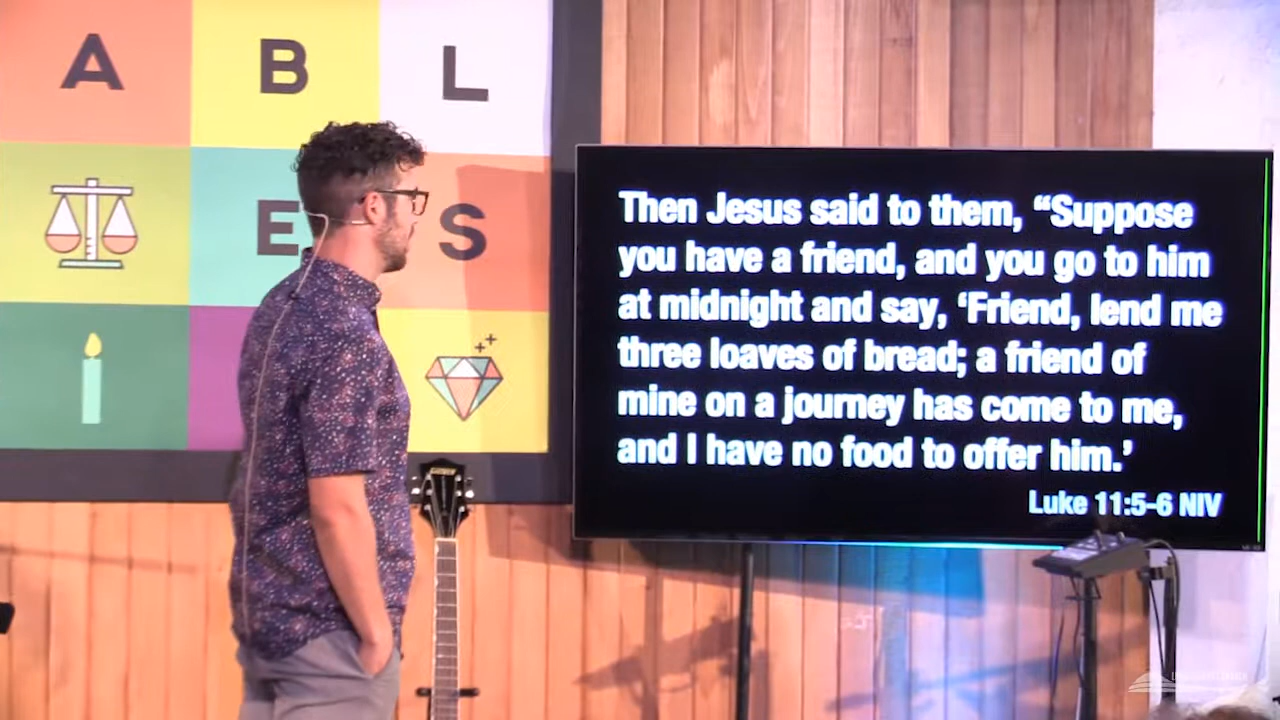 A B L
E S
Then Jesus said to them, “Suppose
you have a friend, and you go to him
at midnight and say, ‘Friend, lend me
three loaves of bread; a friend of
mine on a journey has come to me,
and I have no food to offer him.’
Luke 11:5-6 NIV